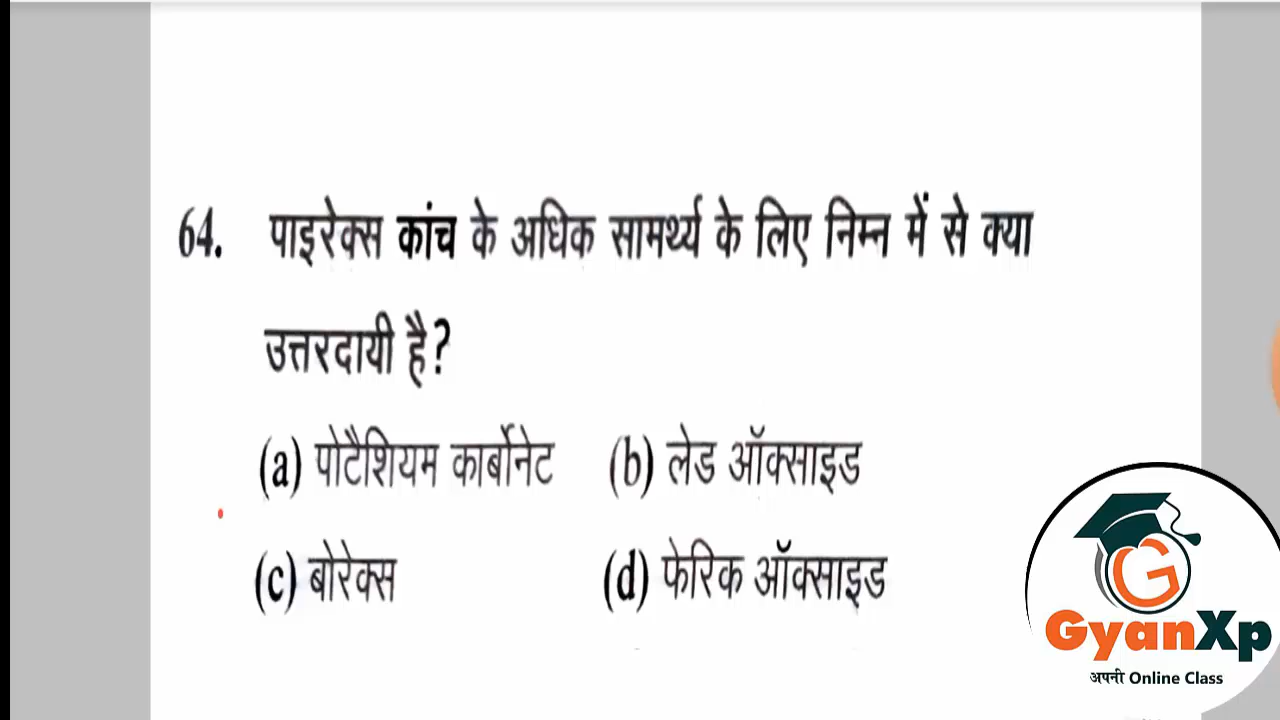 64. पाइरेक्स कांच के अधिक सामर्थ्य के लिए निम्न में से क्या
उत्तरदायी है?
(a) पोटैशियम कार्बोनेट (b) लेड ऑक्साइड
(c) बोरेक्स (d) फेरिक ऑक्साइड
G
GyanXp
अपनी Online Class